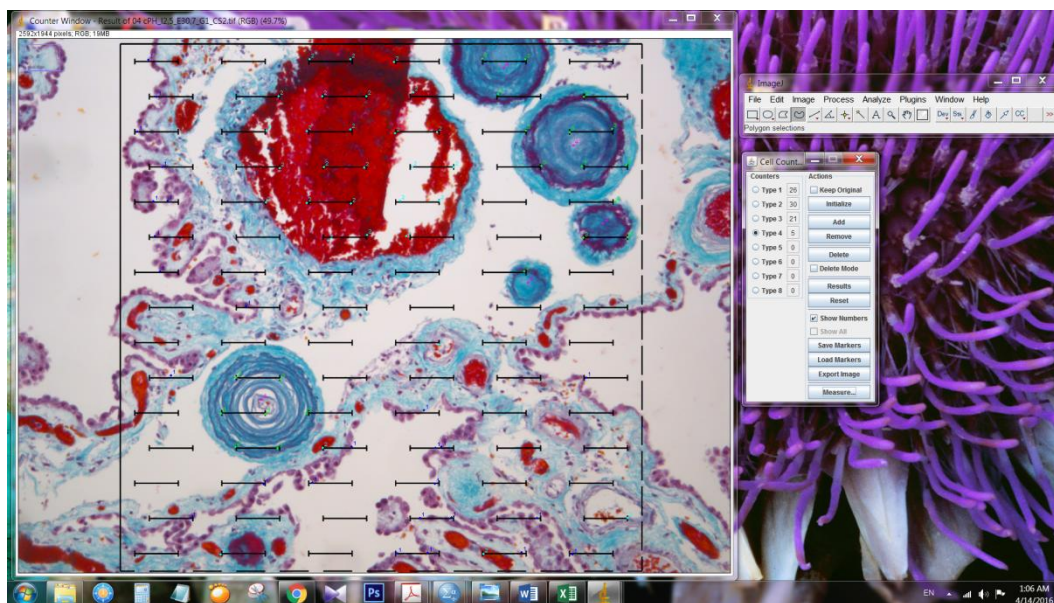 Counter Window - Result of 04 cPH_I2.5_E30.7_G1_CS2.tif (RGB) (49.7%)
2592x1944 pixels; RGB; 19MB
ImageJ
File Edit Image Process Analyze Plugins Window Help
A Dev Stk CC >>
Polygon selections
Cell Count...
Counters Actions
Type 1 26
Type 2 30
Type 3 21
Type 4 5
Type 5 0
Type 6 0
Type 7 0
Type 8 0
Keep Original
Initialize
Add
Remove
Delete
Delete Mode
Results
Reset
Show Numbers
Show All
Save Markers
Load Markers
Export Image
Measure...
Ps W X
EN
1:06 AM
4/14/2016